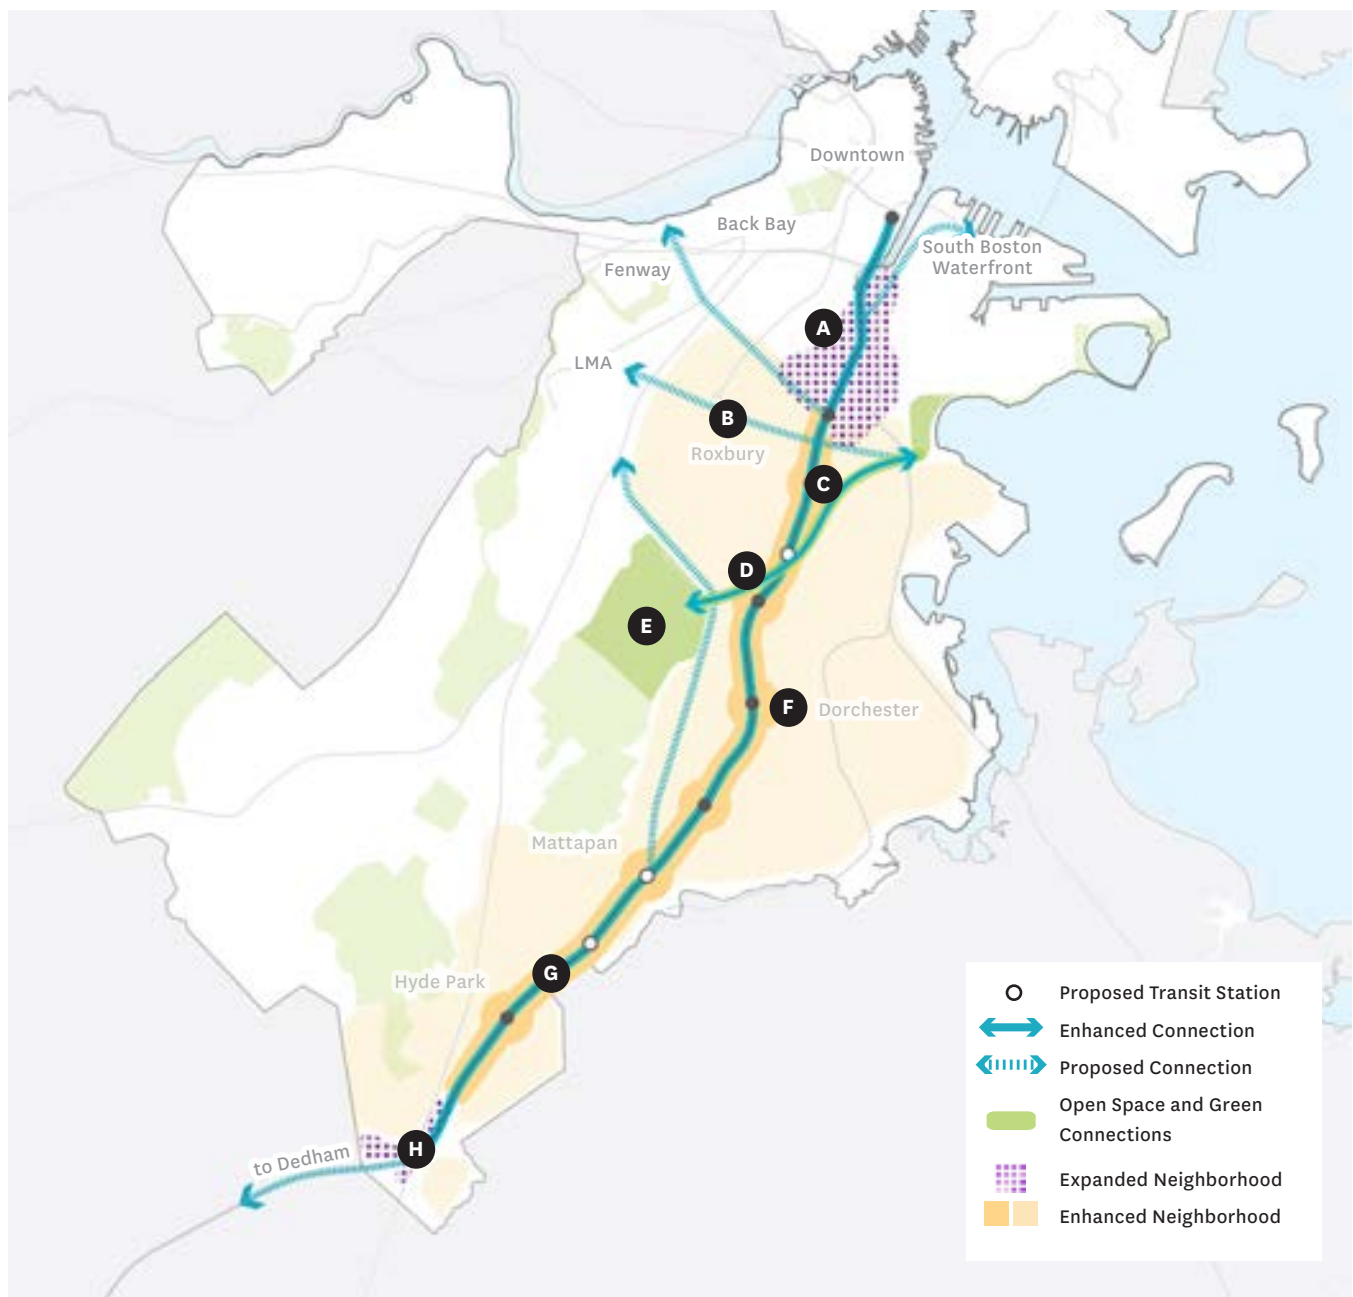 Downtown
Back Bay
South Boston
Waterfront
Fenway
A
LMA
B
Roxbury
C
D
E
F
Dorchester
Mattapan
G
Hyde Park
H
to Dedham
Proposed Transit Station
Enhanced Connection
Proposed Connection
Open Space and Green
Connections
Expanded Neighborhood
Enhanced Neighborhood